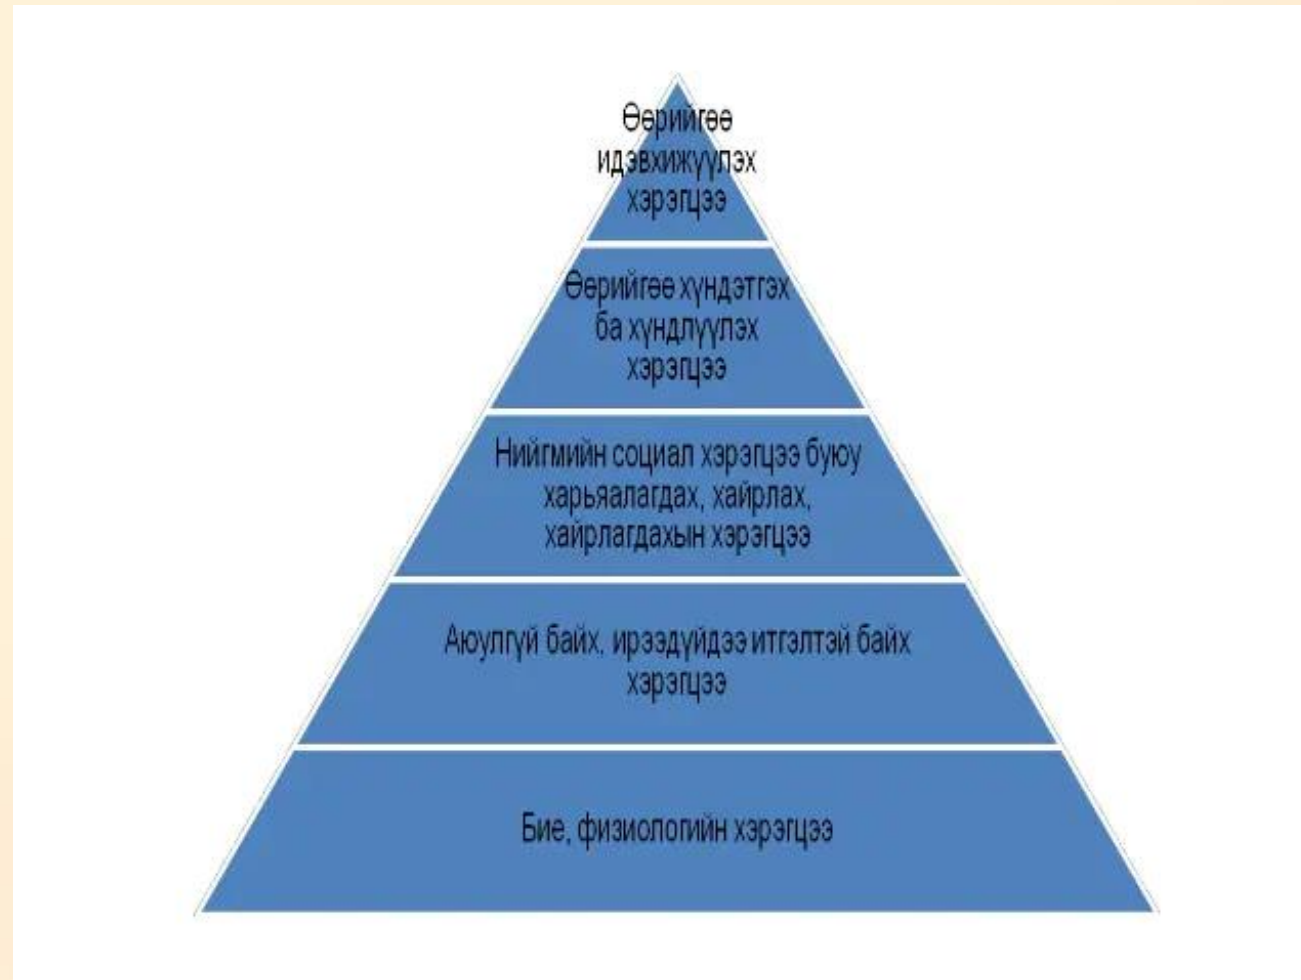 Өөрийгөө
идэвхижүүлэх
хэрэгцээ
Өөрийгөө хүндэтгэх
ба хүндлүүлэх
хэрэгцээ
Нийгмийн социал хэрэгцээ буюу
харьяалагдах, хайрлах,
хайрлагдахын хэрэгцээ
Аюулгүй байх, ирээдүйдээ итгэлтэй байх
хэрэгцээ
Бие, физиологийн хэрэгцээ